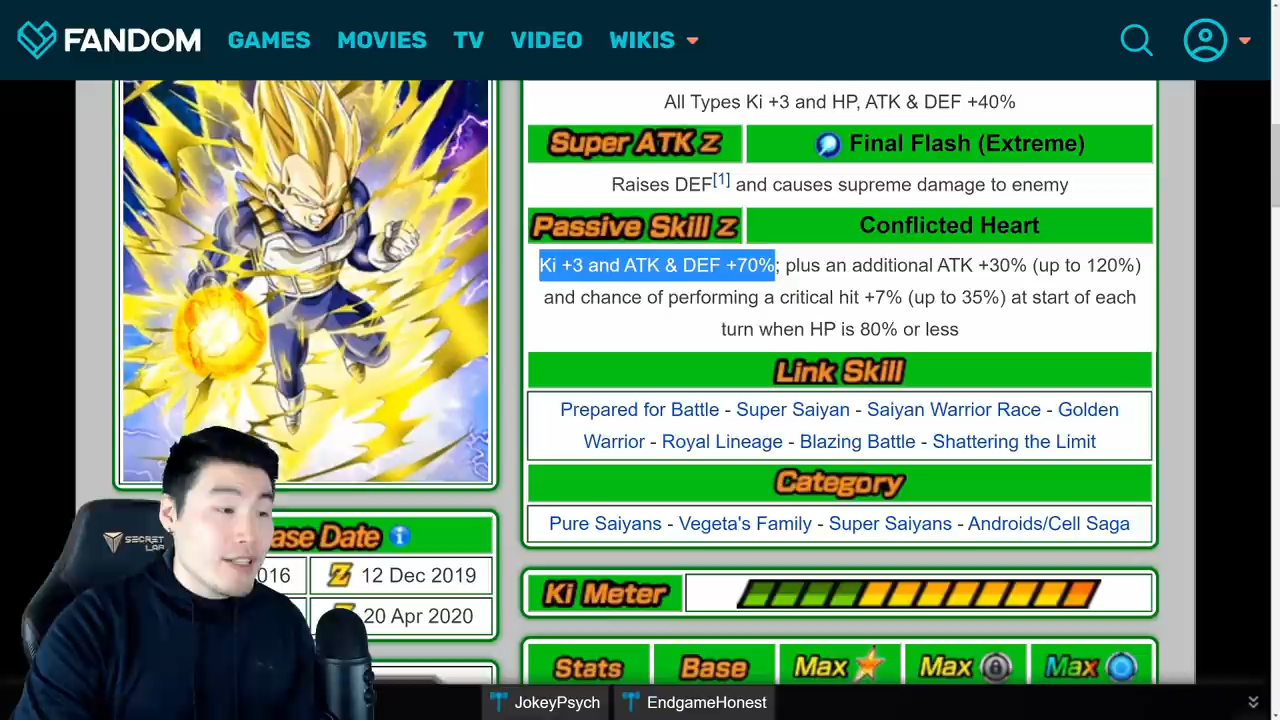 FANDOM GAMES MOVIES TV VIDEO WIKIS
All Types Ki +3 and HP, ATK & DEF +40%
Super ATK Z Final Flash (Extreme)
Raises DEF[1] and causes supreme damage to enemy
Passive Skill Z Conflicted Heart
Ki +3 and ATK & DEF +70%; plus an additional ATK +30% (up to 120%)
and chance of performing a critical hit +7% (up to 35%) at start of each
turn when HP is 80% or less
Link Skill
Prepared for Battle - Super Saiyan - Saiyan Warrior Race - Golden
Warrior - Royal Lineage - Blazing Battle - Shattering the Limit
Category
Pure Saiyans - Vegeta's Family - Super Saiyans - Androids/Cell Saga
ase Date
016 Z 12 Dec 2019
20 Apr 2020
SECRET LAB
Ki Meter
Stats Base Max Max Max
JokeyPsych EndgameHonest